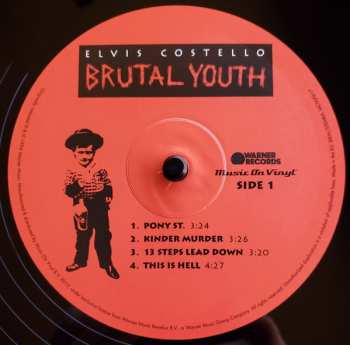 ELVIS COSTELLO
BRUTAL YOUTH
WARNER
RECORDS
Music On Vinyl
SIDE 1
1. PONY ST. 3:24
2. KINDER MURDER 3:26
3. 13 STEPS LEAD DOWN 3:20
4. THIS IS HELL 4:27